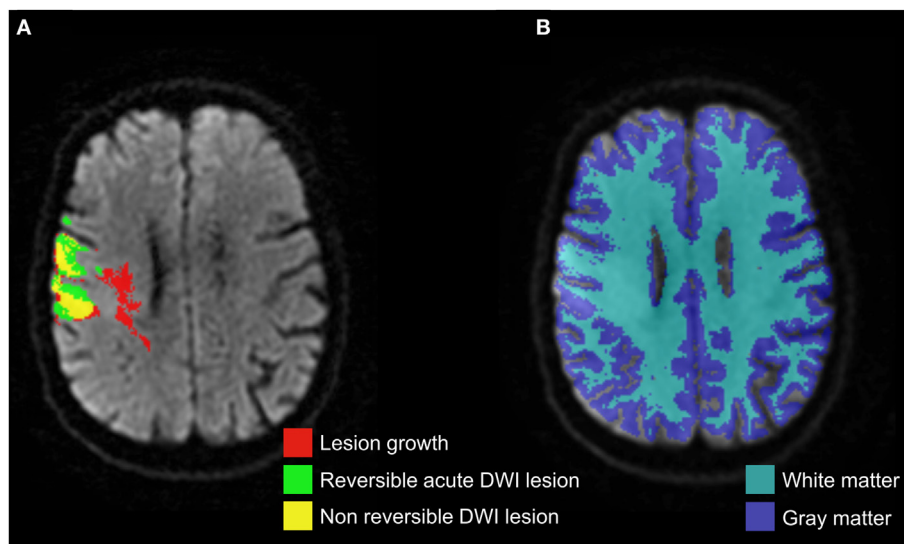 A
B
Lesion growth
Reversible acute DWI lesion
Non reversible DWI lesion
White matter
Gray matter